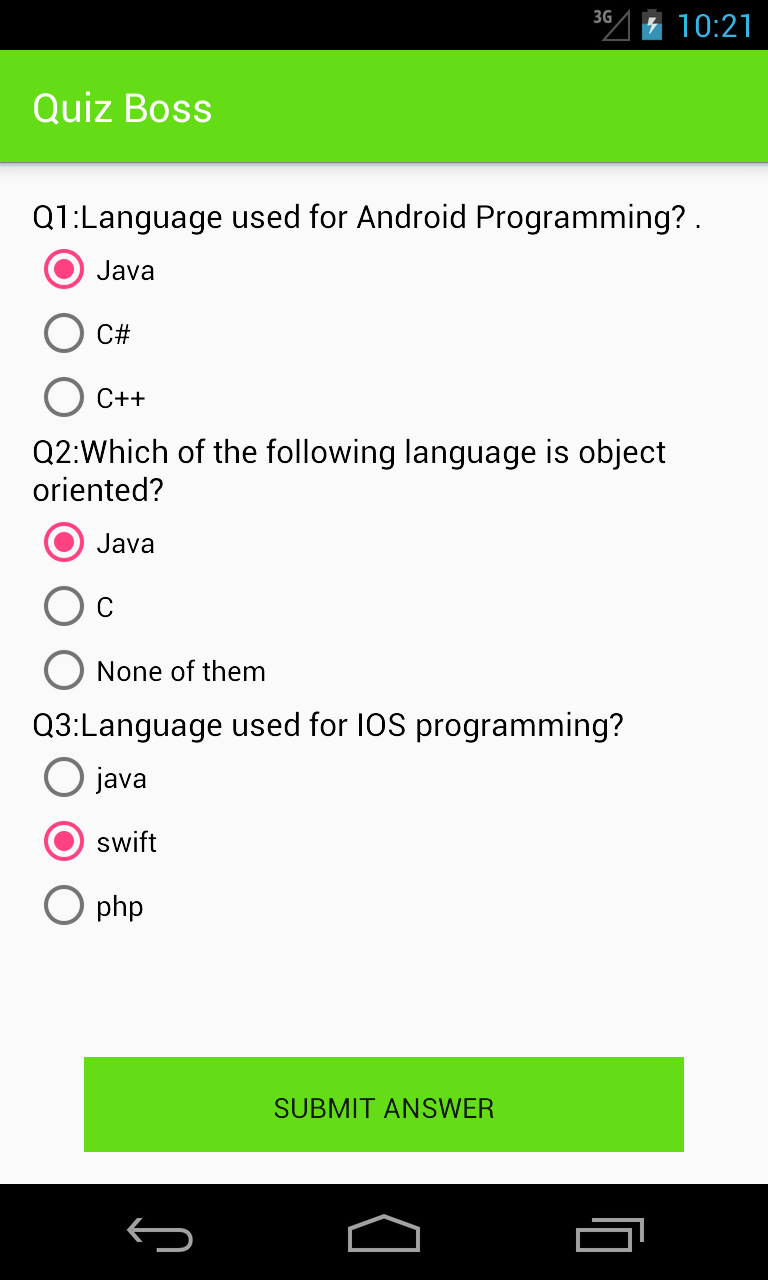 3G 10:21
Quiz Boss
Q1:Language used for Android Programming? .
Java
C#
C++
Q2:Which of the following language is object
oriented?
Java
C
None of them
Q3:Language used for IOS programming?
java
swift
php
SUBMIT ANSWER